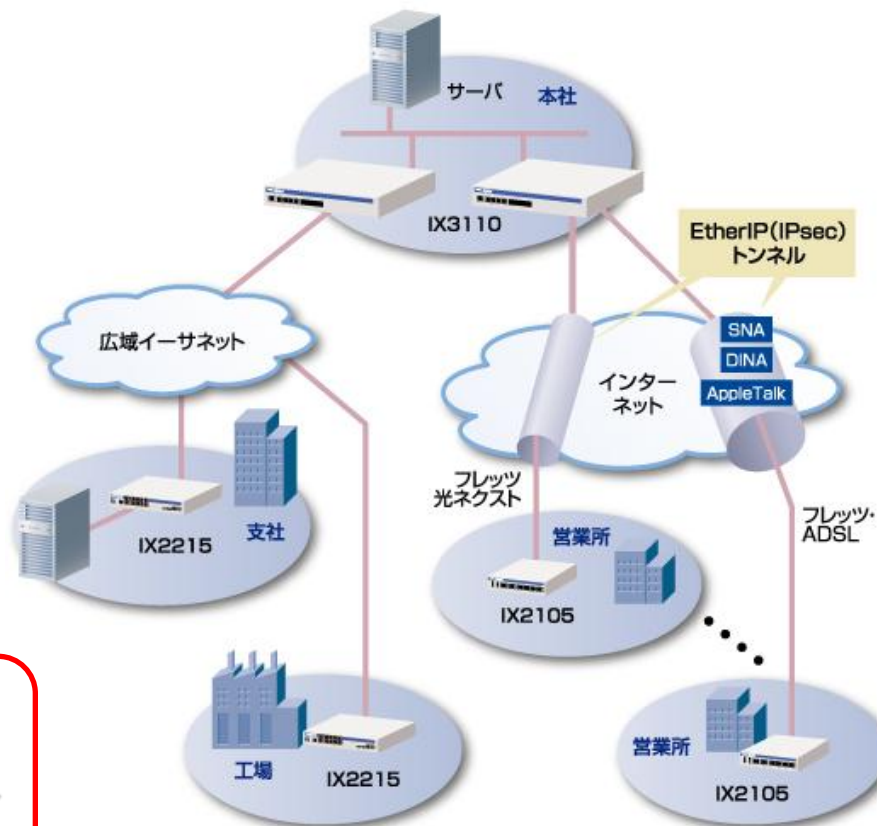 サーバ
本社
IX3110
EtherIP(IPsec)
トンネル
広域イーサネット
SNA
DINA
AppleTalk
インター
ネット
フレッツ
光ネクスト
フレッツ・
ADSL
支社
IX2215
営業所
IX2105
工場
IX2215
営業所
IX2105